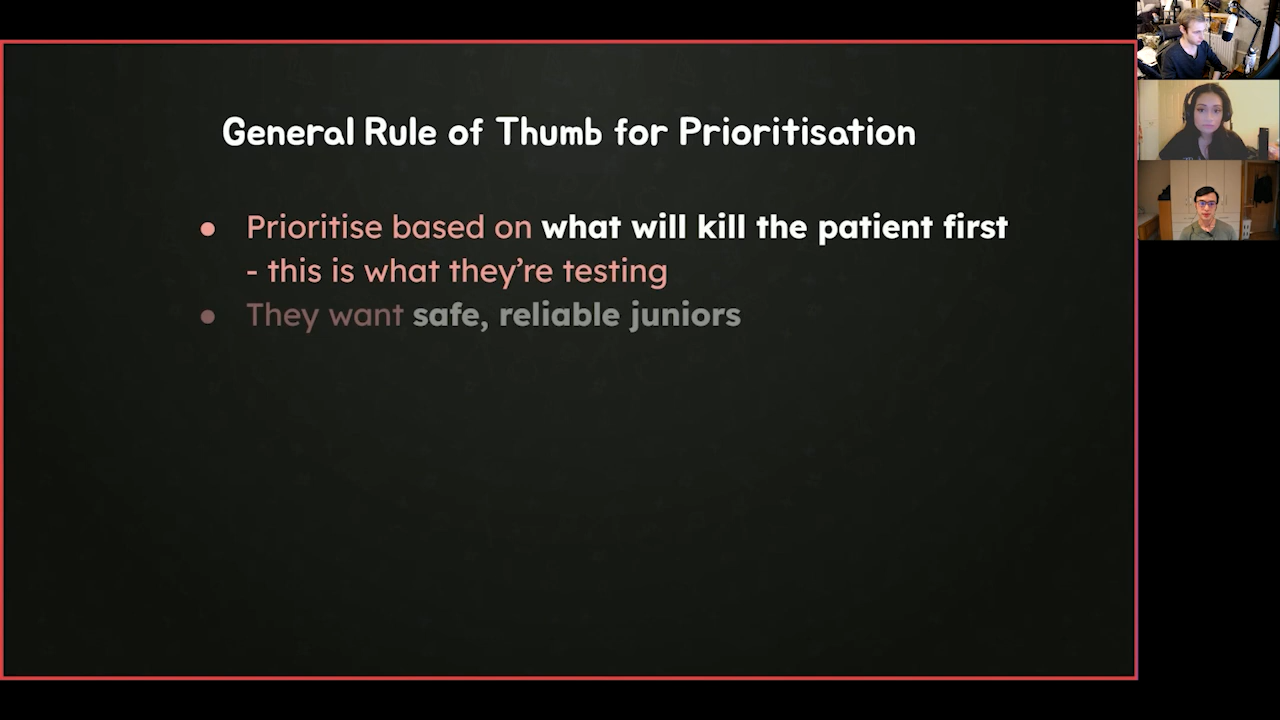 General Rule of Thumb for Prioritisation
● Prioritise based on what will kill the patient first
- this is what they're testing
● They want safe, reliable juniors